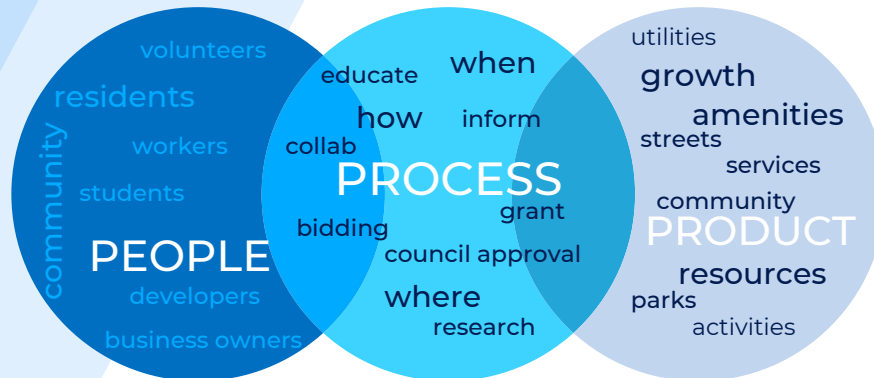 volunteers
residents
workers
community
students
PEOPLE
developers
business owners
educate
when
how
inform
collab
PROCESS
grant
bidding
council approval
where
research
utilities
growth
amenities
streets
services
community
PRODUCT
resources
parks
activities